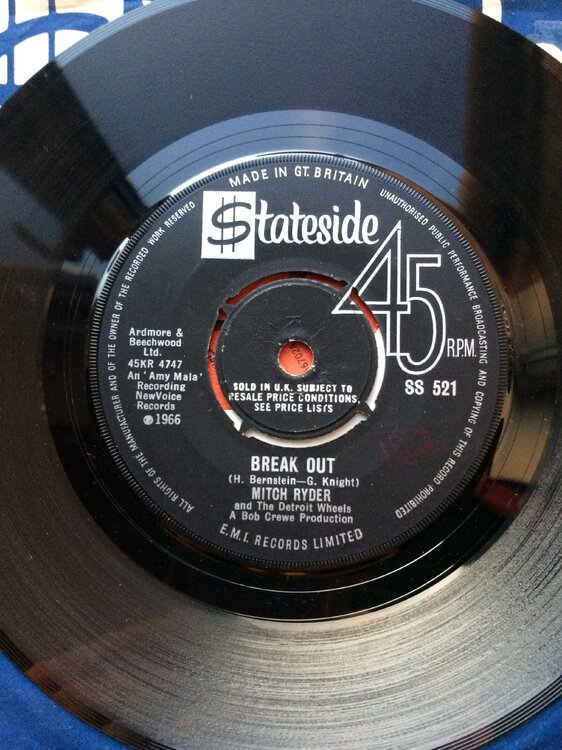 MADE IN GT. BRITAIN
UNAUTHORISED PUBLIC PERFORMANCE BROADCASTING AND COPYING OF THIS RECORD PROHIBITED
ALL RIGHTS OF THE MANUFACTURER AND OF THE OWNER OF THE RECORDED WORK RESERVED
$tateside
45 R.P.M.
SS 521
Ardmore &
Beechwood
Ltd.
45KR 4747
An 'Amy Mala'
Recording
NewVoice
Records
℗ 1966
SOLD IN U.K. SUBJECT TO
RESALE PRICE CONDITIONS,
SEE PRICE LISTS
BREAK OUT
(H. Bernstein—G. Knight)
MITCH RYDER
and The Detroit Wheels
A Bob Crewe Production
E.M.I. RECORDS LIMITED